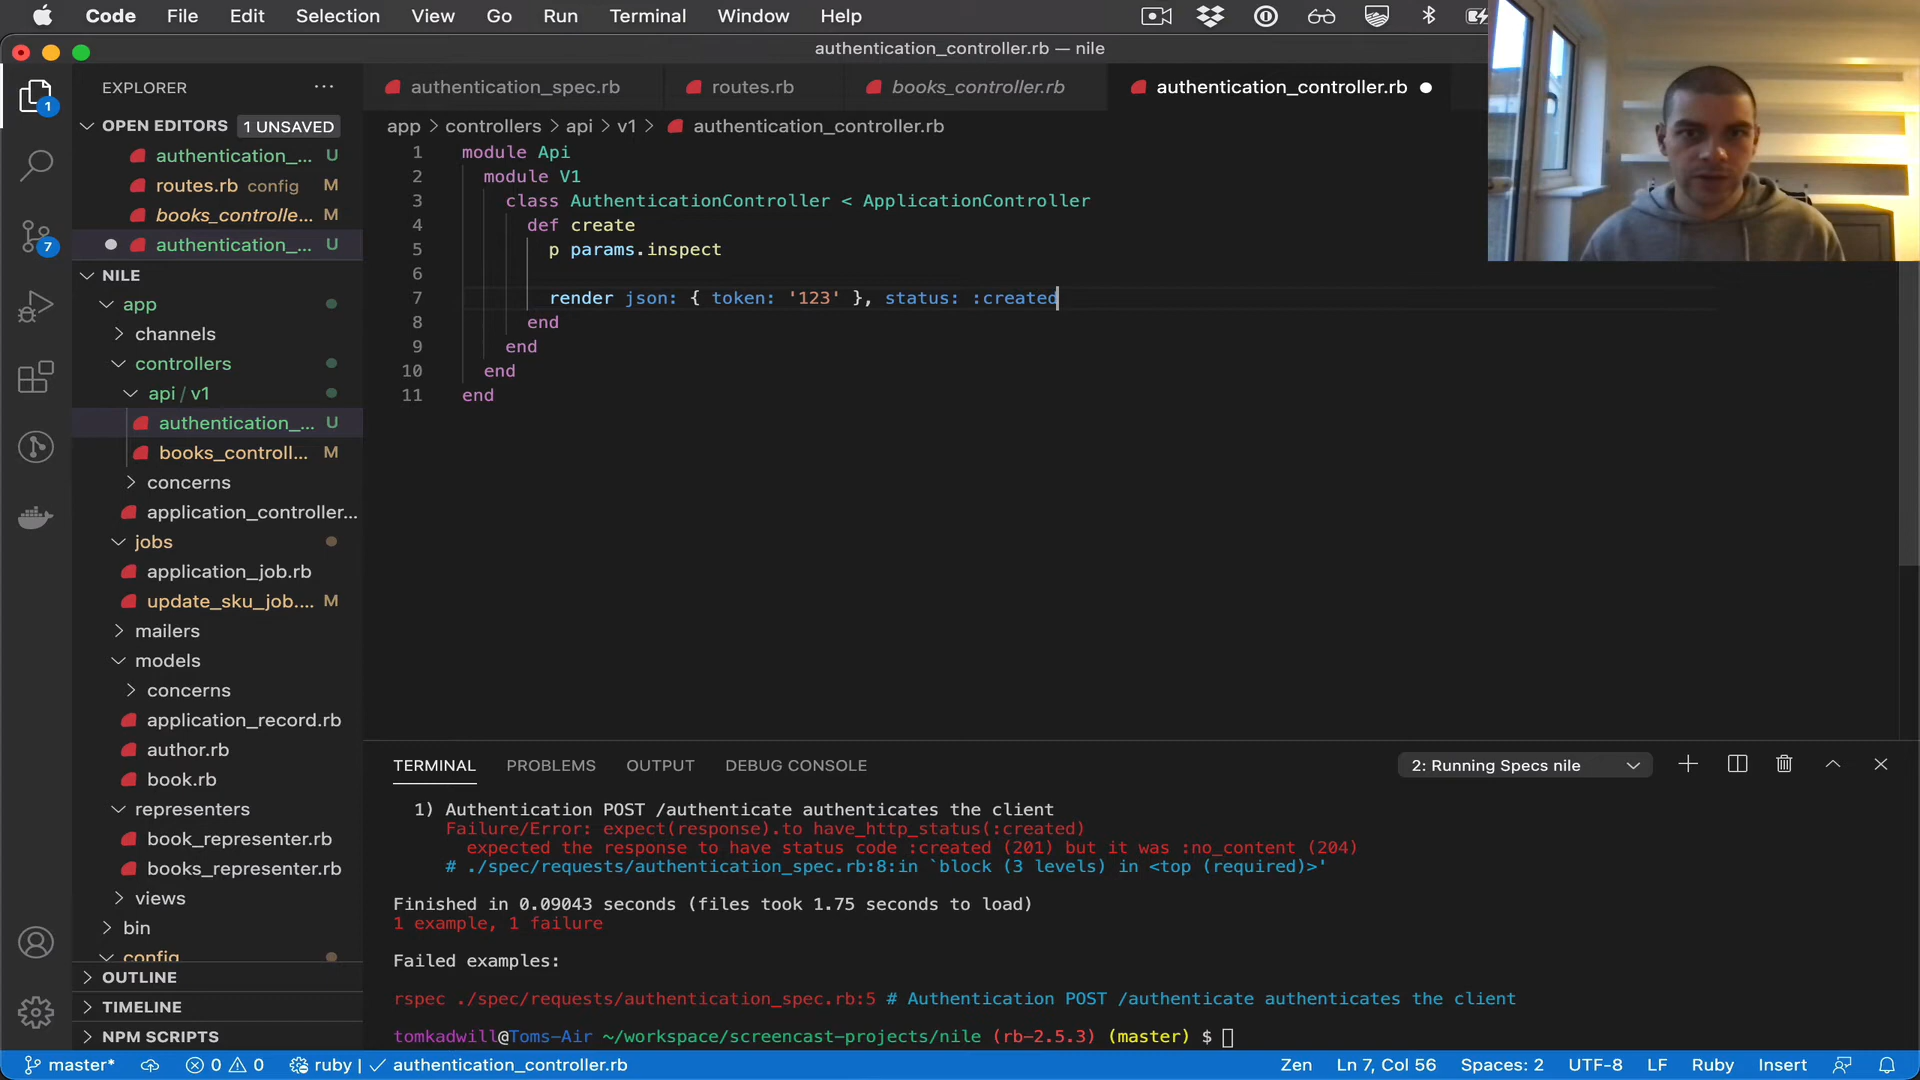 Code File Edit Selection View Go Run Terminal Window Help
authentication_controller.rb — nile
EXPLORER
authentication_spec.rb
routes.rb
books_controller.rb
authentication_controller.rb
OPEN EDITORS 1 UNSAVED
app > controllers > api > v1 > authentication_controller.rb
authentication_... U
routes.rb config M
books_controlle... M
authentication_... U
1 module Api
2 module V1
3 class AuthenticationController < ApplicationController
4 def create
5 p params.inspect
6
7 render json: { token: '123' }, status: :created
8 end
9 end
10 end
11 end
1
7
NILE
app
channels
controllers
api / v1
authentication_... U
books_controll... M
concerns
application_controller...
jobs
application_job.rb
update_sku_job.... M
mailers
models
concerns
application_record.rb
author.rb
book.rb
representers
book_representer.rb
books_representer.rb
views
bin
config
OUTLINE
TIMELINE
NPM SCRIPTS
TERMINAL PROBLEMS OUTPUT DEBUG CONSOLE
2: Running Specs nile
1) Authentication POST /authenticate authenticates the client
Failure/Error: expect(response).to have_http_status(:created)
expected the response to have status code :created (201) but it was :no_content (204)
# ./spec/requests/authentication_spec.rb:8:in `block (3 levels) in <top (required)>'
Finished in 0.09043 seconds (files took 1.75 seconds to load)
1 example, 1 failure
Failed examples:
rspec ./spec/requests/authentication_spec.rb:5 # Authentication POST /authenticate authenticates the client
tomkadwill@Toms-Air ~/workspace/screencast-projects/nile (rb-2.5.3) (master) $
master* 0 0 ruby | ✓ authentication_controller.rb
Zen Ln 7, Col 56 Spaces: 2 UTF-8 LF Ruby Insert